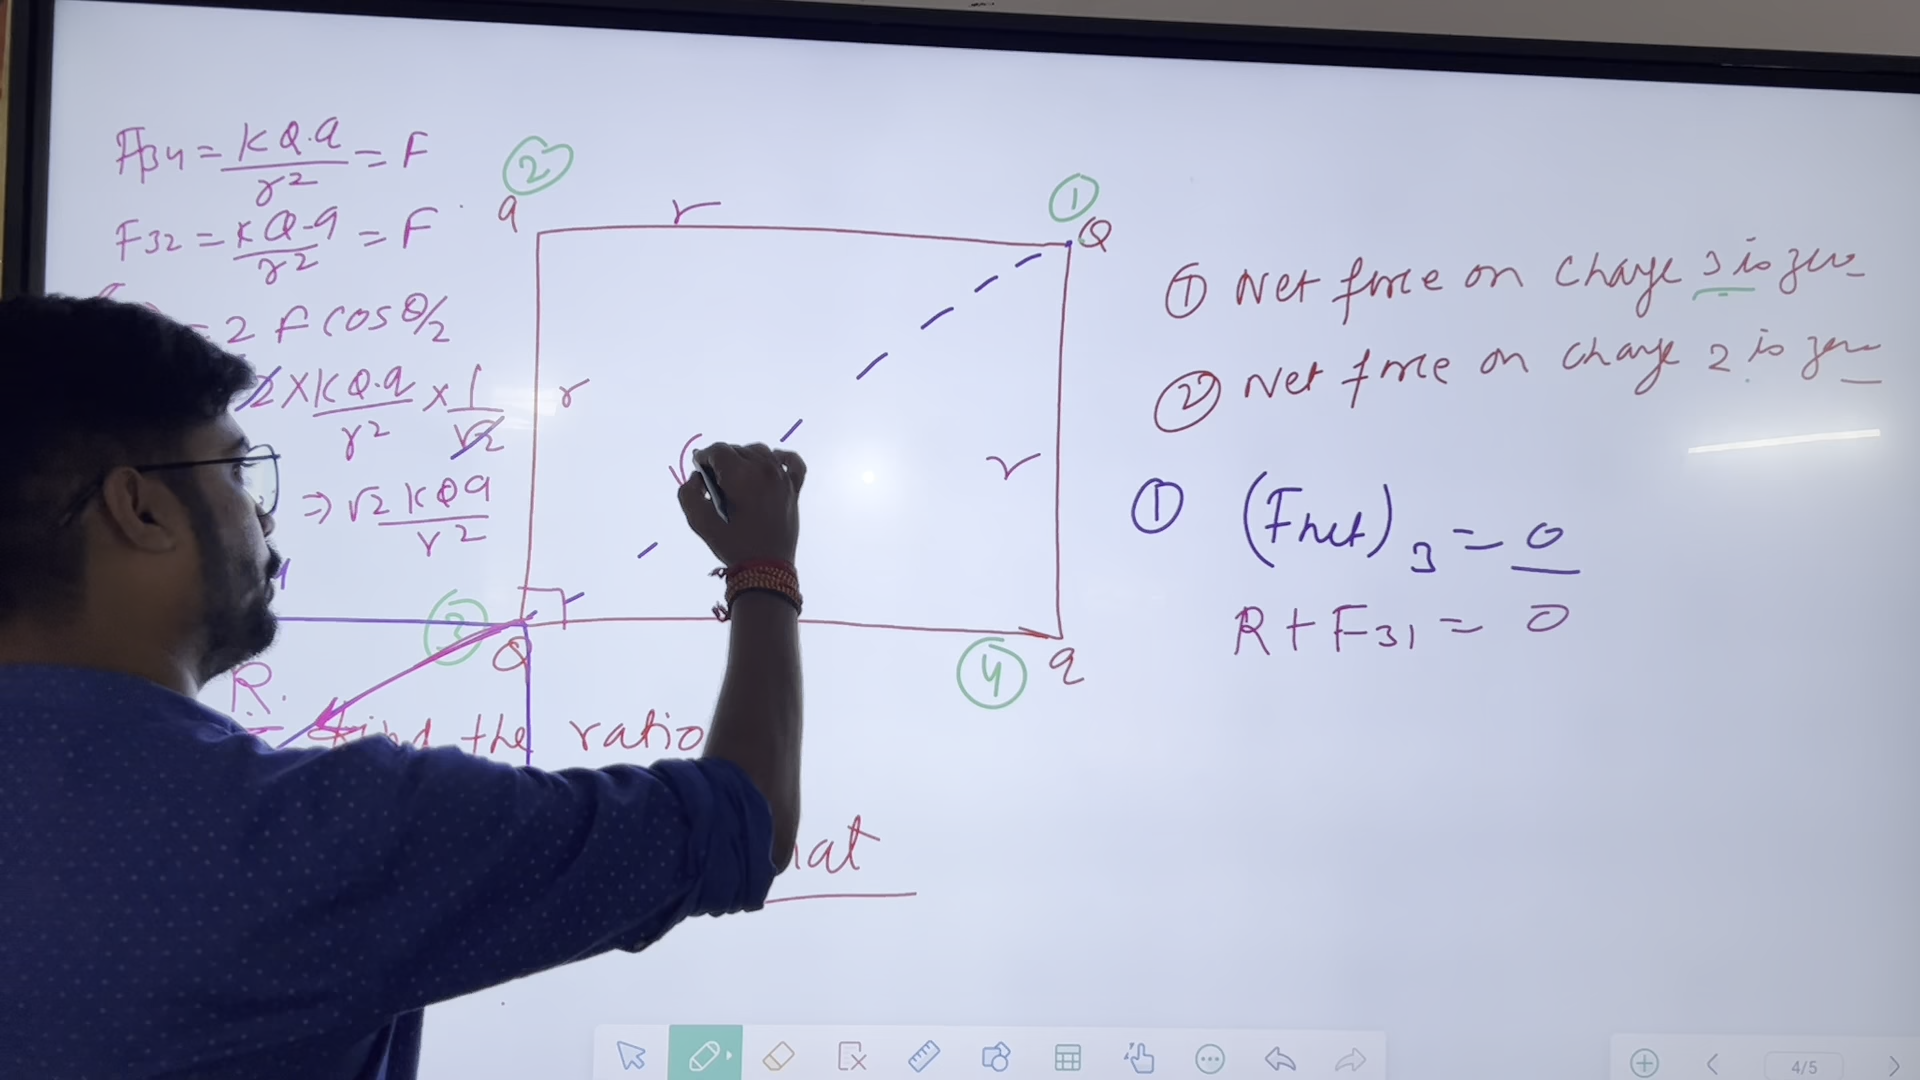 F34 = KQ.q/r² = F
F32 = KQ.q/r² = F
= 2 F cosθ/2
2 × KQ.q/r² × 1/√2
⇒ √2 KQq/r²
②
q
r
①
Q
r
r
③
Q
④
q
R.
find the ratio
① Net force on charge 3 is zero
② Net force on charge 2 is zero
① (Fnet)3 = 0
R + F31 = 0
4/5